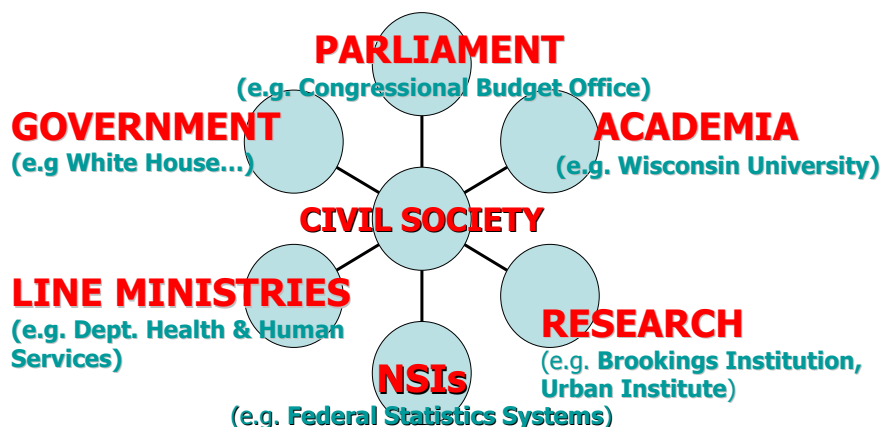 PARLIAMENT
(e.g. Congressional Budget Office)
GOVERNMENT
(e.g White House...)
ACADEMIA
(e.g. Wisconsin University)
CIVIL SOCIETY
LINE MINISTRIES
(e.g. Dept. Health & Human
Services)
RESEARCH
(e.g. Brookings Institution,
Urban Institute)
NSIs
(e.g. Federal Statistics Systems)